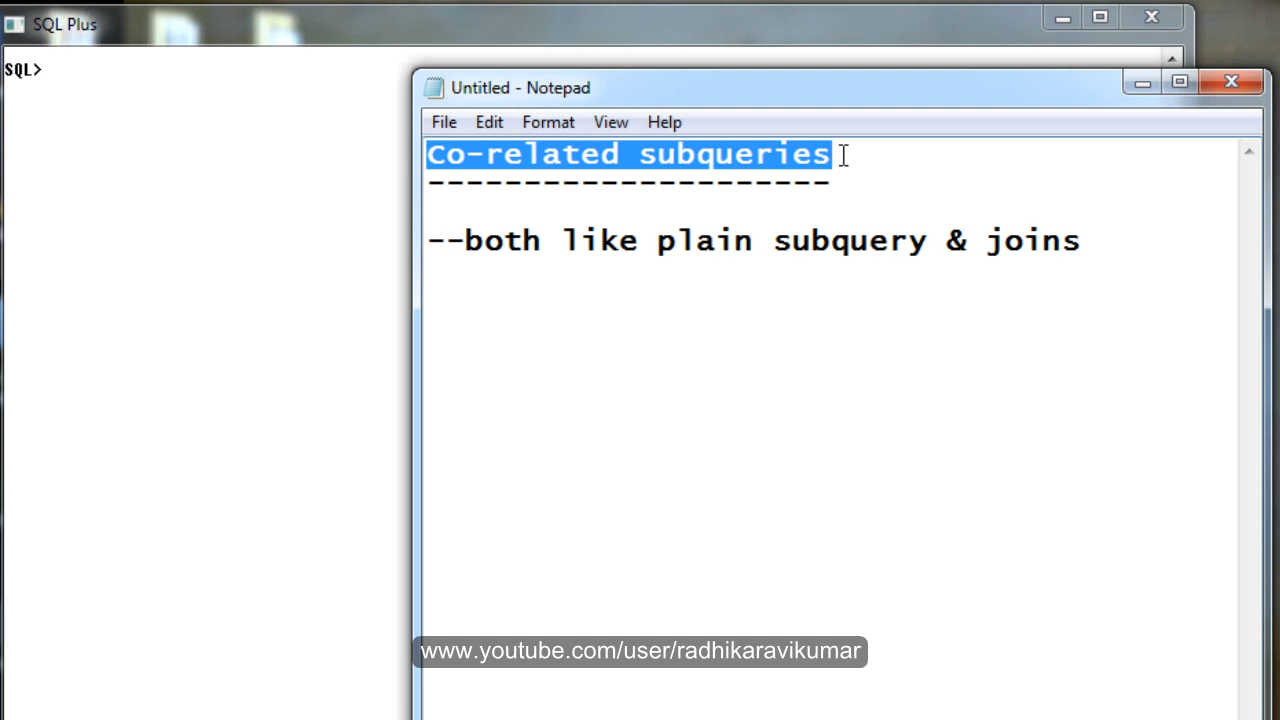 SQL Plus
SQL>
Untitled - Notepad
File Edit Format View Help
Co-related subqueries
---------------------
--both like plain subquery & joins
www.youtube.com/user/radhikaravikumar